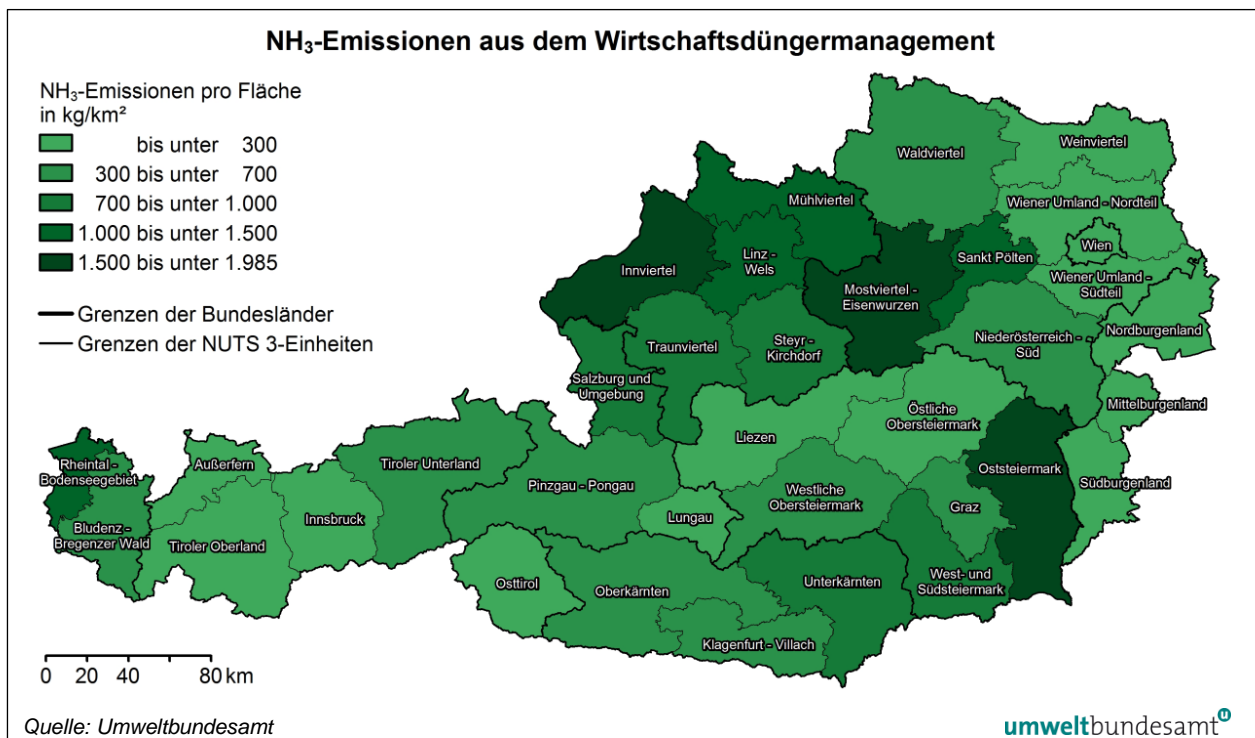 NH₃-Emissionen aus dem Wirtschaftsdüngermanagement
NH₃-Emissionen pro Fläche
in kg/km²
bis unter 300
300 bis unter 700
700 bis unter 1.000
1.000 bis unter 1.500
1.500 bis unter 1.985
Grenzen der Bundesländer
Grenzen der NUTS 3-Einheiten
Waldviertel
Weinviertel
Mühlviertel
Wiener Umland - Nordteil
Wien
Linz -
Wels
Sankt Pölten
Innviertel
Mostviertel -
Eisenwurzen
Wiener Umland -
Südteil
Nordburgenland
Traunviertel
Steyr -
Kirchdorf
Niederösterreich -
Süd
Salzburg und
Umgebung
Mittelburgenland
Östliche
Obersteiermark
Liezen
Rheintal -
Bodenseegebiet
Außerfern
Tiroler Unterland
Pinzgau - Pongau
Oststeiermark
Südburgenland
Westliche
Obersteiermark
Graz
Bludenz -
Bregenzer Wald
Tiroler Oberland
Innsbruck
Lungau
Osttirol
Oberkärnten
Unterkärnten
West- und
Südsteiermark
Klagenfurt - Villach
0 20 40 80 km
Quelle: Umweltbundesamt
umweltbundesamt u